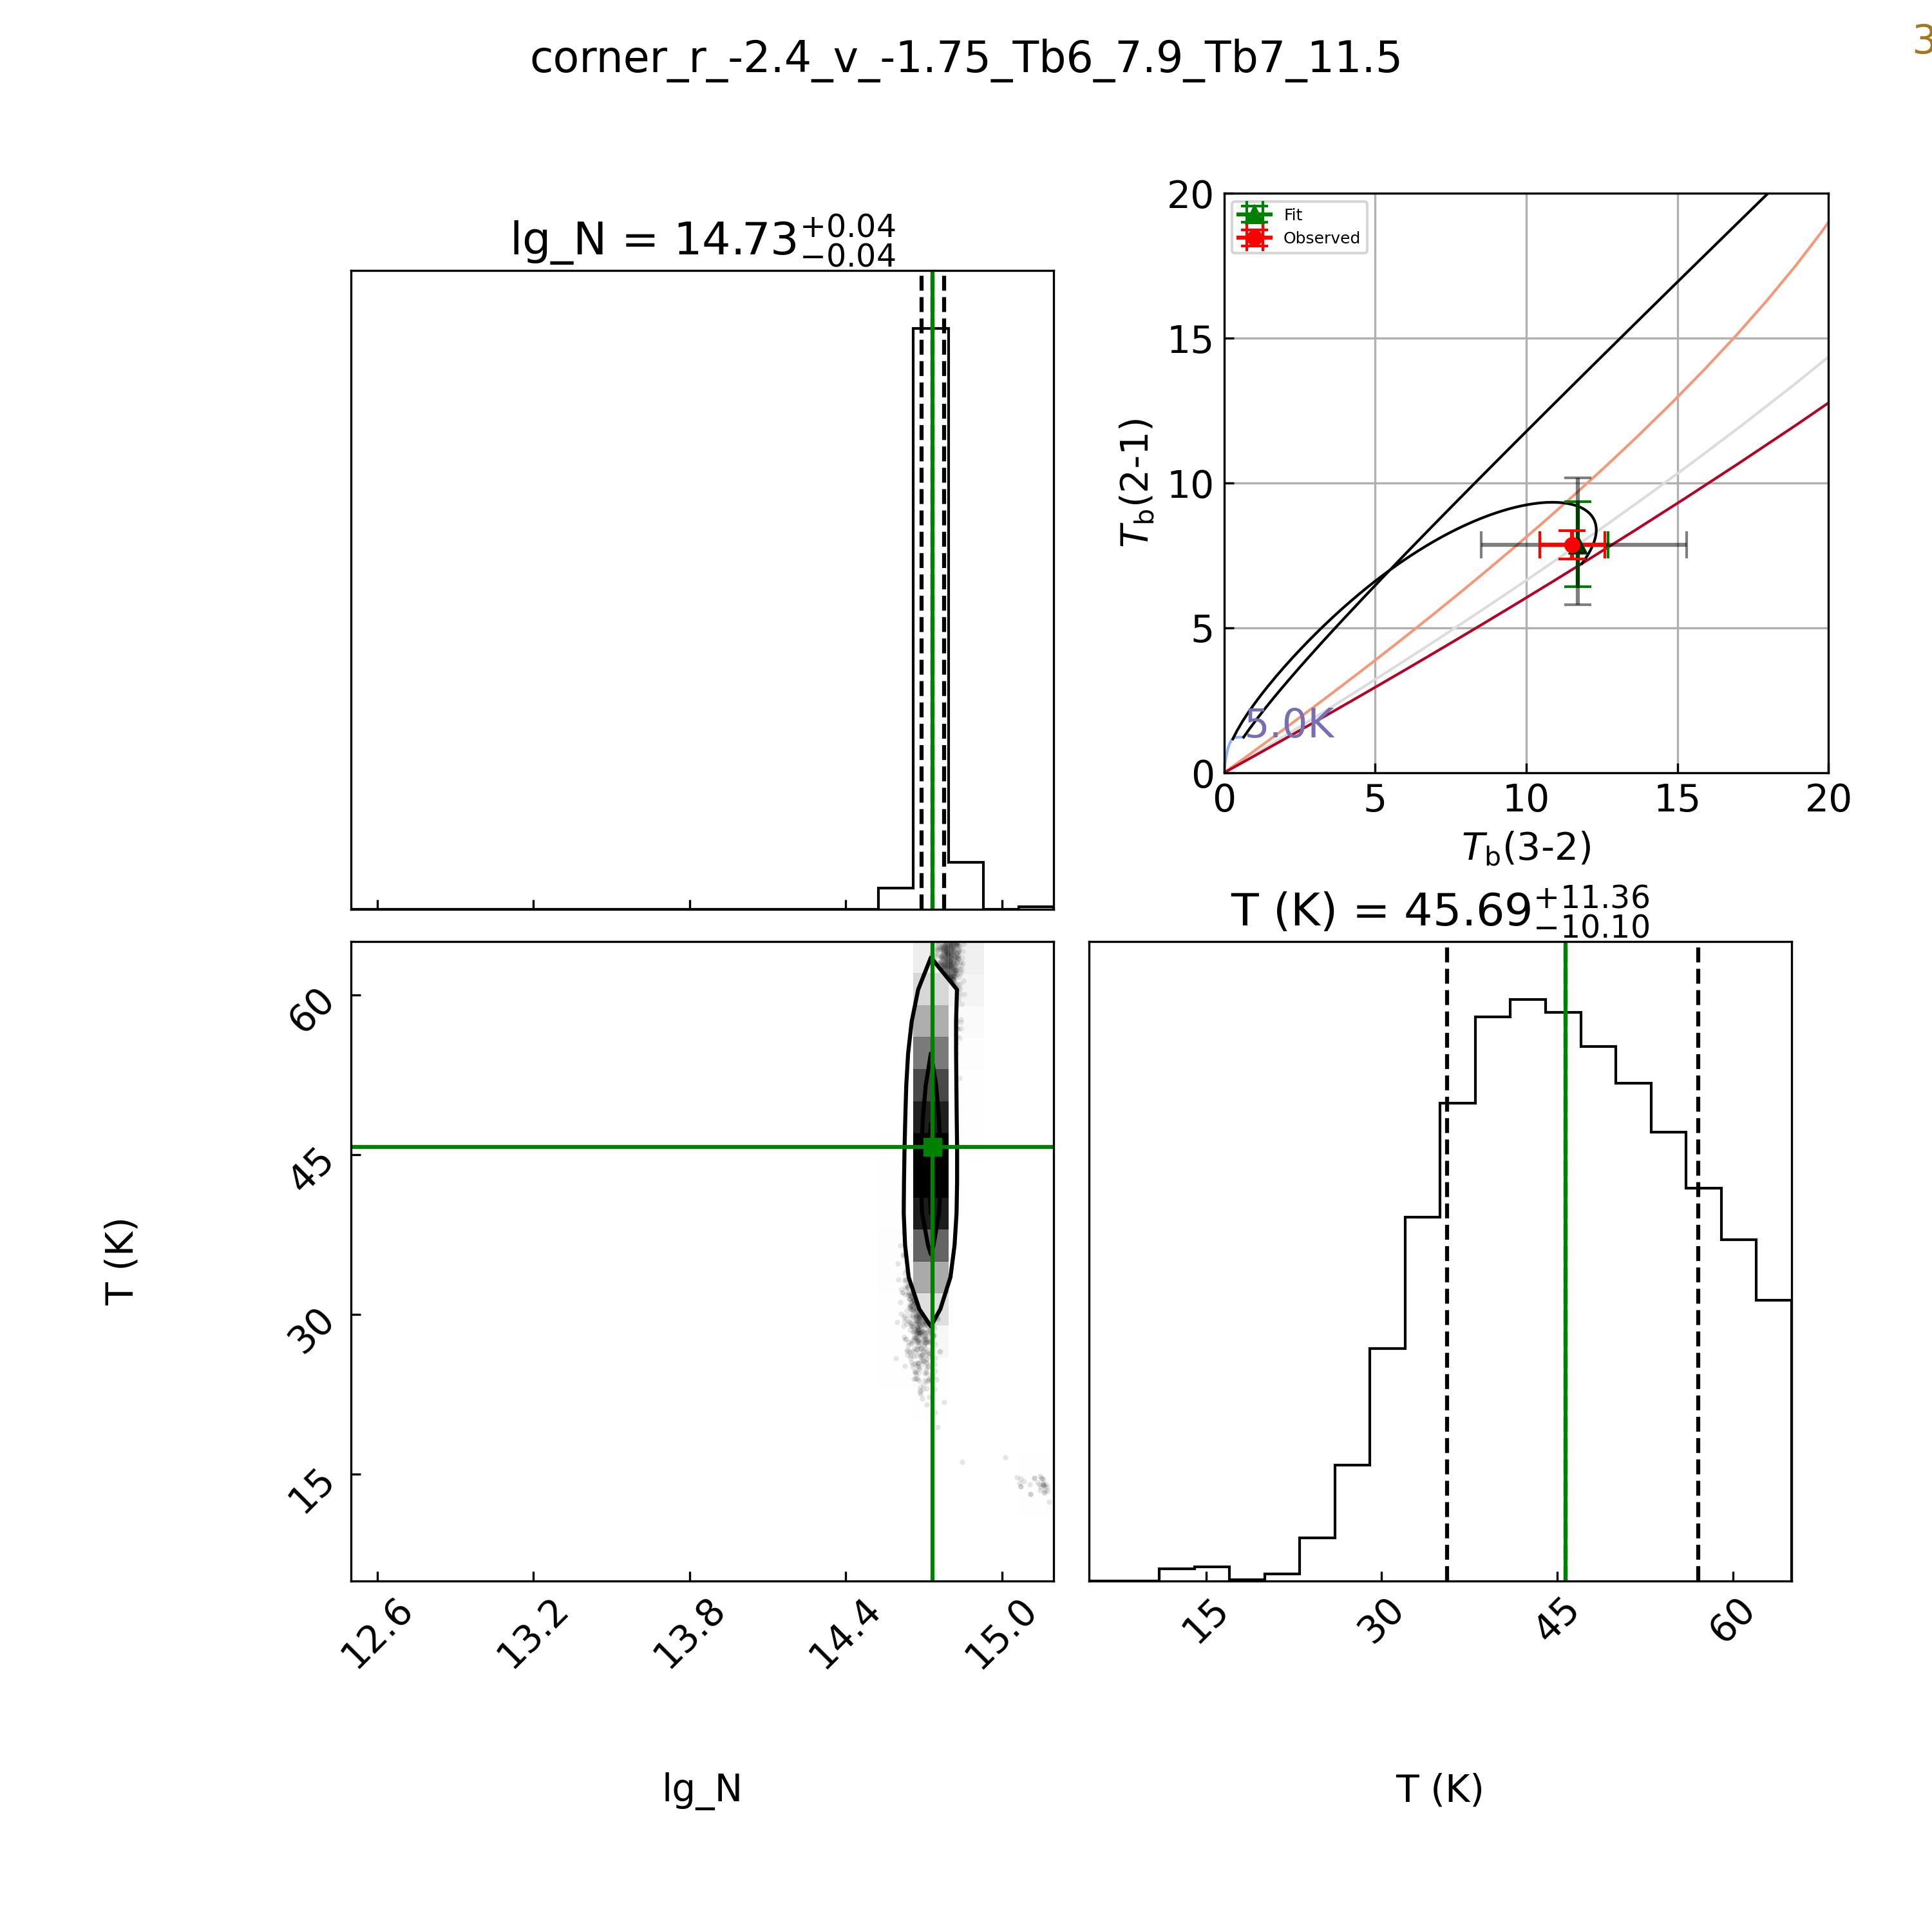 corner_r_-2.4_v_-1.75_Tb6_7.9_Tb7_11.5
3
lg_N = 14.73+0.04−0.04
20
15
10
5
0
Tb(2-1)
Fit
Observed
5.0K
0 5 10 15 20
Tb(3-2)
T (K) = 45.69+11.36−10.10
T (K)
60
45
30
15
12.6 13.2 13.8 14.4 15.0
lg_N
15 30 45 60
T (K)